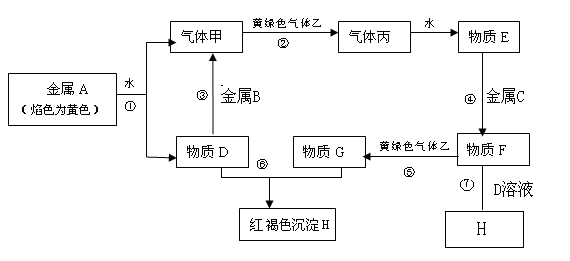 气体甲
黄绿色气体乙
②
气体丙
水
物质E
金属A
（焰色为黄色）
水
①
③
金属B
④
金属C
物质D
⑥
物质G
黄绿色气体乙
⑤
物质F
⑦
D溶液
红褐色沉淀H
H